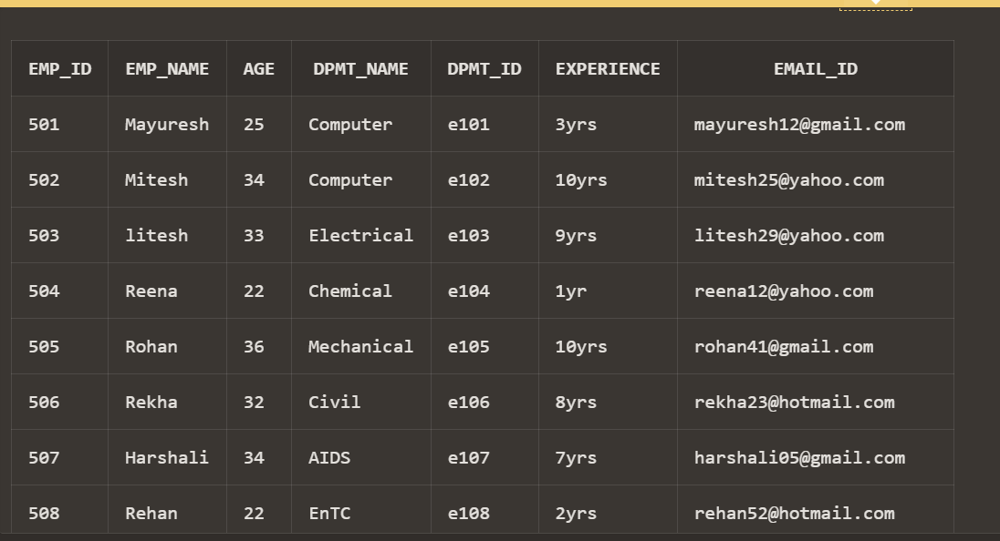 EMP_ID EMP_NAME AGE DPMT_NAME DPMT_ID EXPERIENCE EMAIL_ID
501 Mayuresh 25 Computer e101 3yrs mayuresh12@gmail.com
502 Mitesh 34 Computer e102 10yrs mitesh25@yahoo.com
503 litesh 33 Electrical e103 9yrs litesh29@yahoo.com
504 Reena 22 Chemical e104 1yr reena12@yahoo.com
505 Rohan 36 Mechanical e105 10yrs rohan41@gmail.com
506 Rekha 32 Civil e106 8yrs rekha23@hotmail.com
507 Harshali 34 AIDS e107 7yrs harshali05@gmail.com
508 Rehan 22 EnTC e108 2yrs rehan52@hotmail.com